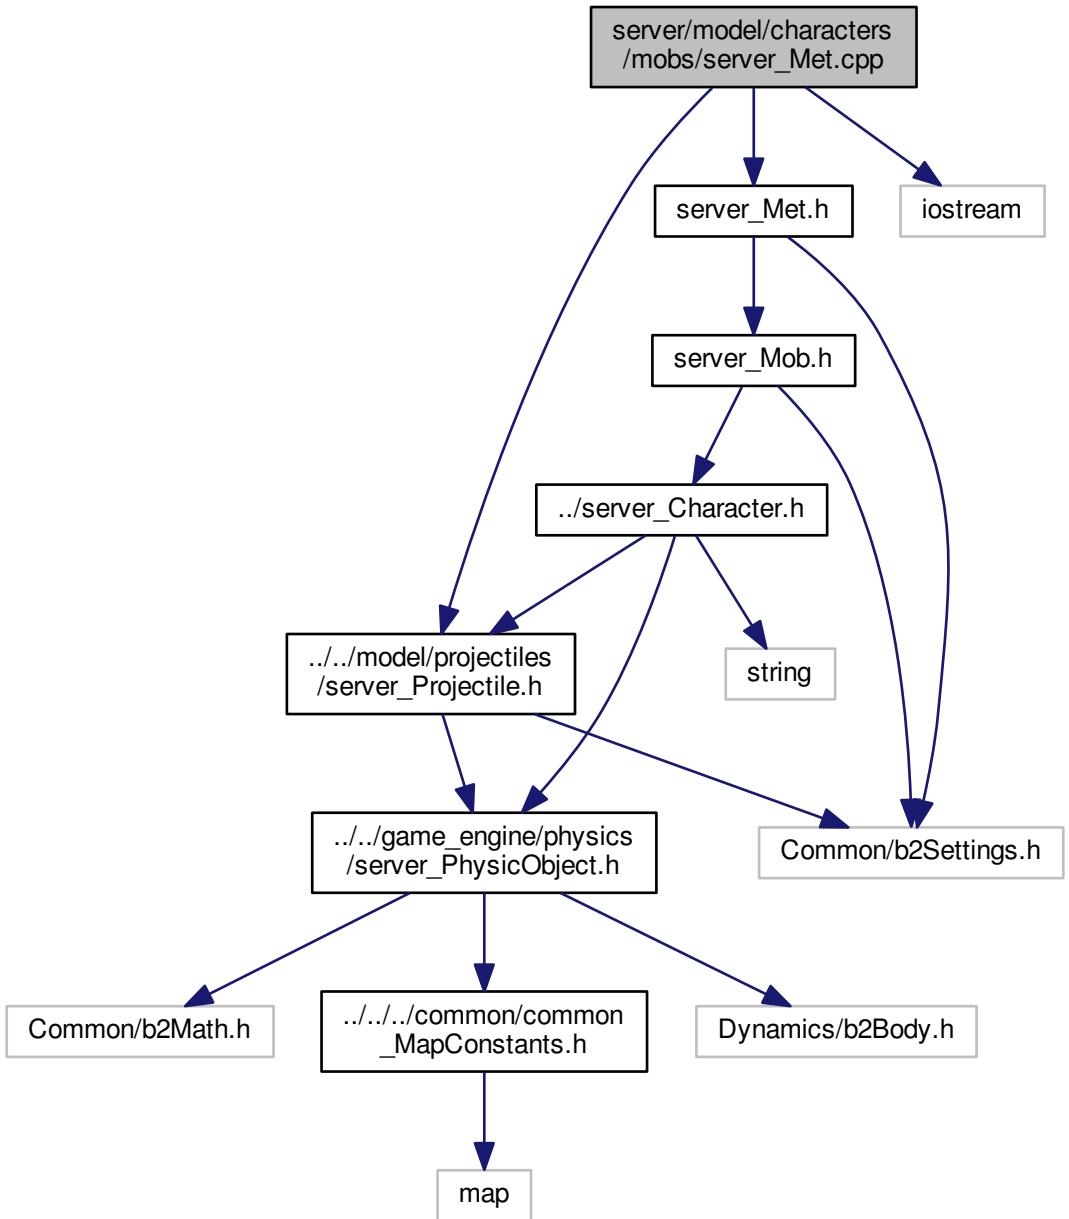 server/model/characters
/mobs/server_Met.cpp
server_Met.h
iostream
server_Mob.h
../server_Character.h
../../model/projectiles
/server_Projectile.h
string
../../game_engine/physics
/server_PhysicObject.h
Common/b2Settings.h
Common/b2Math.h
../../../common/common
_MapConstants.h
Dynamics/b2Body.h
map